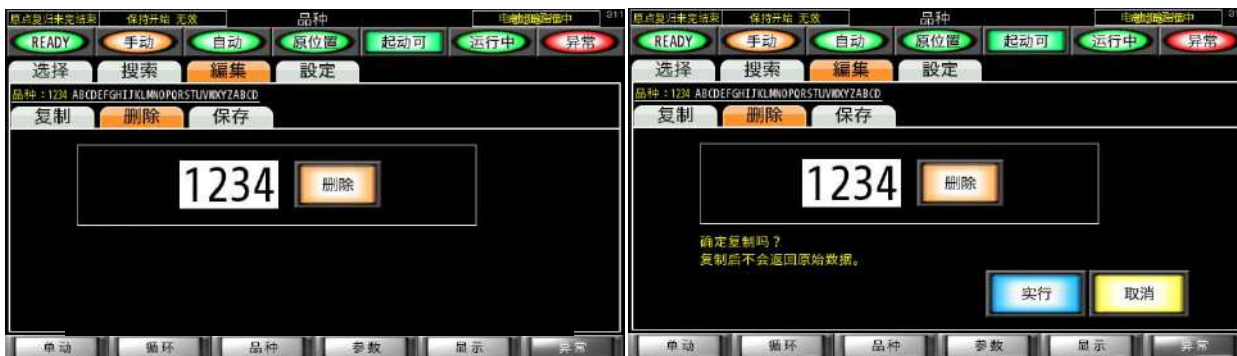 原点复归未完结束 保持开始 无效 品种
READY 手动 自动 原位置 起动可 运行中 异常
选择 搜索 編集 設定
品种：1234 ABCDEFGHIJKLMNOPQRSTUVWXYZABCD
复制 删除 保存
1234 删除
单动 循环 品种 参数 显示 异常
原点复归未完结束 保持开始 无效 品种
READY 手动 自动 原位置 起动可 运行中 异常
选择 搜索 編集 設定
品种：1234 ABCDEFGHIJKLMNOPQRSTUVWXYZABCD
复制 删除 保存
1234 删除
确定复制吗？
复制后不会返回原始数据。
实行 取消
单动 循环 品种 参数 显示 异常